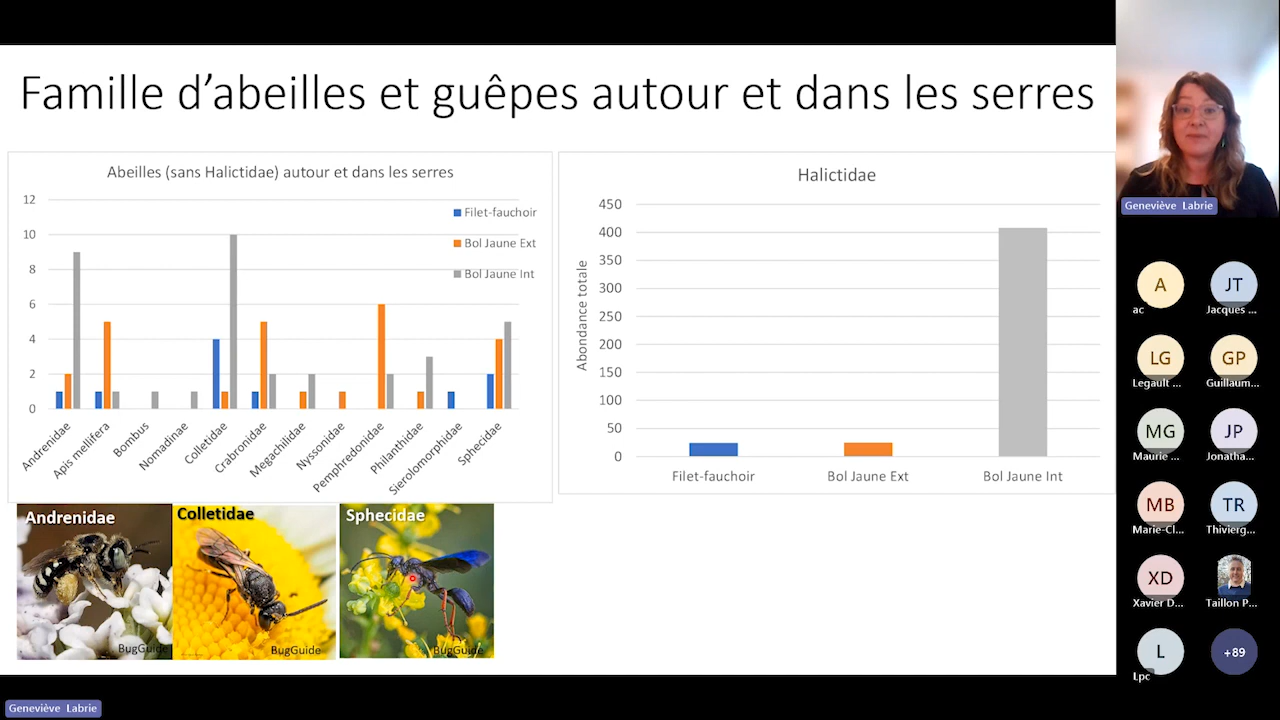 Famille d’abeilles et guêpes autour et dans les serres
Abeilles (sans Halictidae) autour et dans les serres
12
10
8
6
4
2
0
Filet-fauchoir
Bol Jaune Ext
Bol Jaune Int
Andrenidae
Apis mellifera
Bombus
Nomadinae
Colletidae
Crabronidae
Megachilidae
Nyssonidae
Pemphredonidae
Philanthidae
Sierolomorphidae
Sphecidae
Halictidae
Abondance totale
450
400
350
300
250
200
150
100
50
0
Filet-fauchoir
Bol Jaune Ext
Bol Jaune Int
Andrenidae
BugGuide
Colletidae
BugGuide
Sphecidae
BugGuide
Geneviève Labrie
A
ac
JT
Jacques ...
LG
Legault ...
GP
Guillaum...
MG
Maurie ...
JP
Jonatha...
MB
Marie-Cl...
TR
Thivierg...
XD
Xavier D...
Taillon P...
L
Lpc
+89
Geneviève Labrie